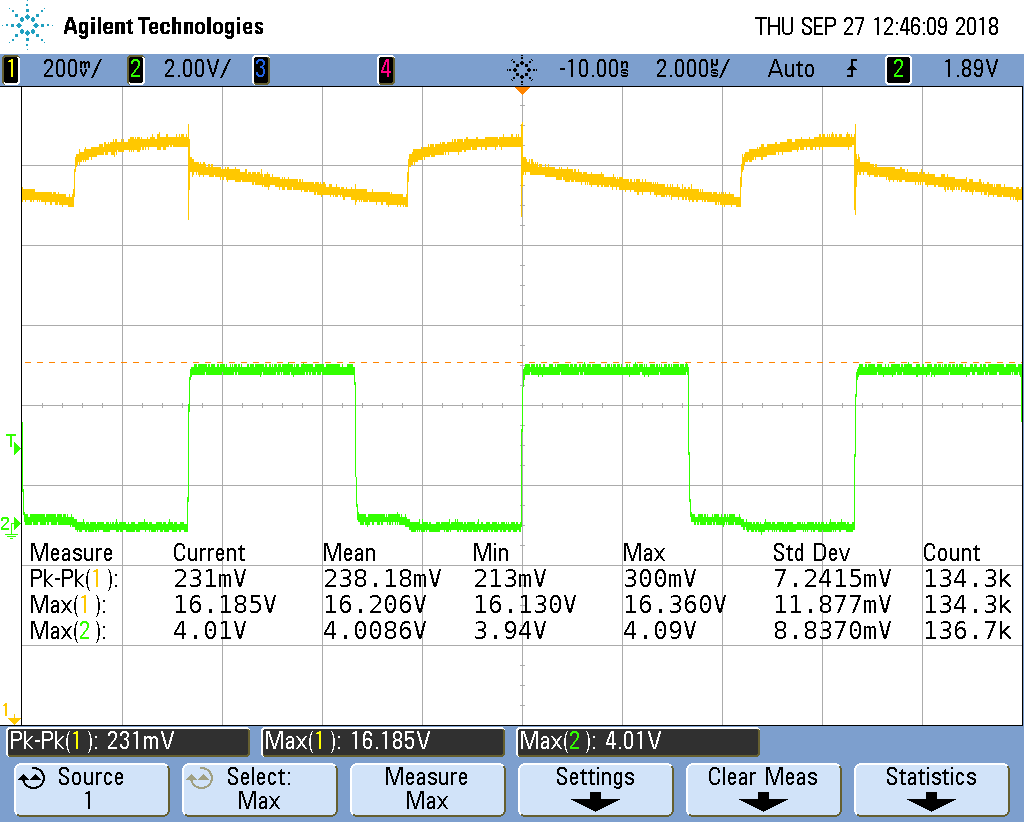 Agilent Technologies THU SEP 27 12:46:09 2018
1 200mV/ 2 2.00V/ 3 4 -10.00ns 2.000us/ Auto 2 1.89V
T
2
Measure Current Mean Min Max Std Dev Count
Pk-Pk(1): 231mV 238.18mV 213mV 300mV 7.2415mV 134.3k
Max(1): 16.185V 16.206V 16.130V 16.360V 11.877mV 134.3k
Max(2): 4.01V 4.0086V 3.94V 4.09V 8.8370mV 136.7k
1
Pk-Pk(1): 231mV Max(1): 16.185V Max(2): 4.01V
Source Select: Measure Settings Clear Meas Statistics
1 Max Max